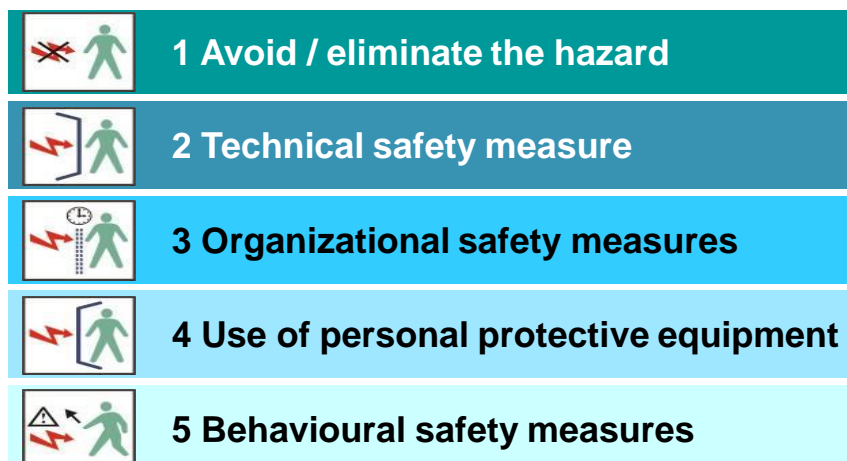 1 Avoid / eliminate the hazard
2 Technical safety measure
3 Organizational safety measures
4 Use of personal protective equipment
5 Behavioural safety measures